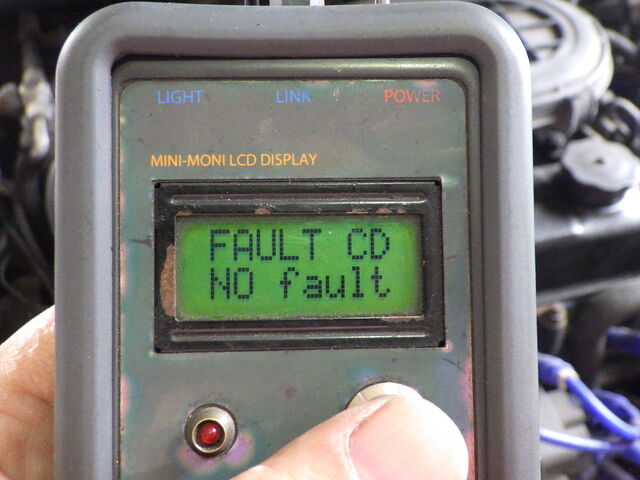 LIGHT LINK POWER
MINI-MONI LCD DISPLAY
FAULT CD
NO fault